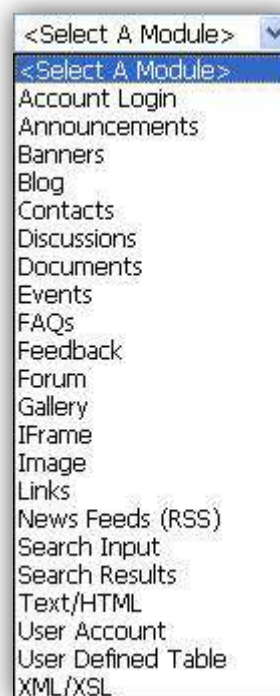 <Select A Module>
<Select A Module>
Account Login
Announcements
Banners
Blog
Contacts
Discussions
Documents
Events
FAQs
Feedback
Forum
Gallery
IFrame
Image
Links
News Feeds (RSS)
Search Input
Search Results
Text/HTML
User Account
User Defined Table
XML/XSL